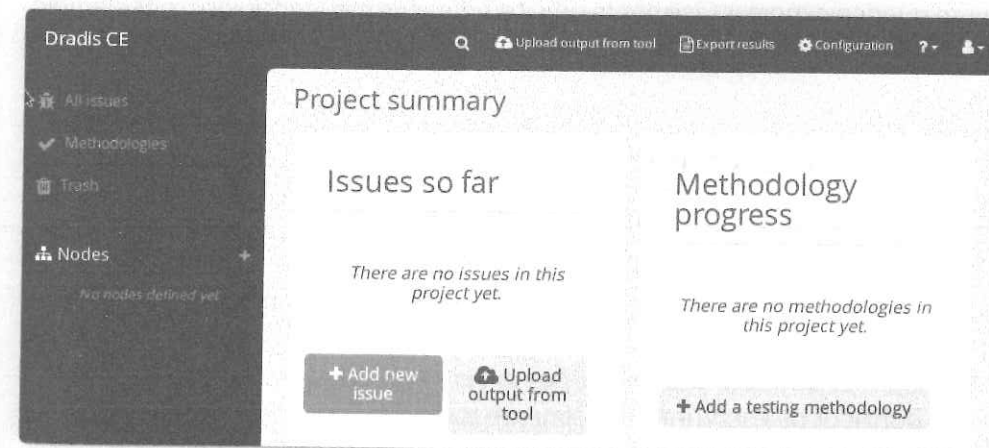 Dradis CE
Upload output from tool
Export results
Configuration
?
All issues
Methodologies
Trash
Nodes
+
No nodes defined yet
Project summary
Issues so far
There are no issues in this
project yet.
+ Add new
issue
Upload
output from
tool
Methodology
progress
There are no methodologies in
this project yet.
+ Add a testing methodology